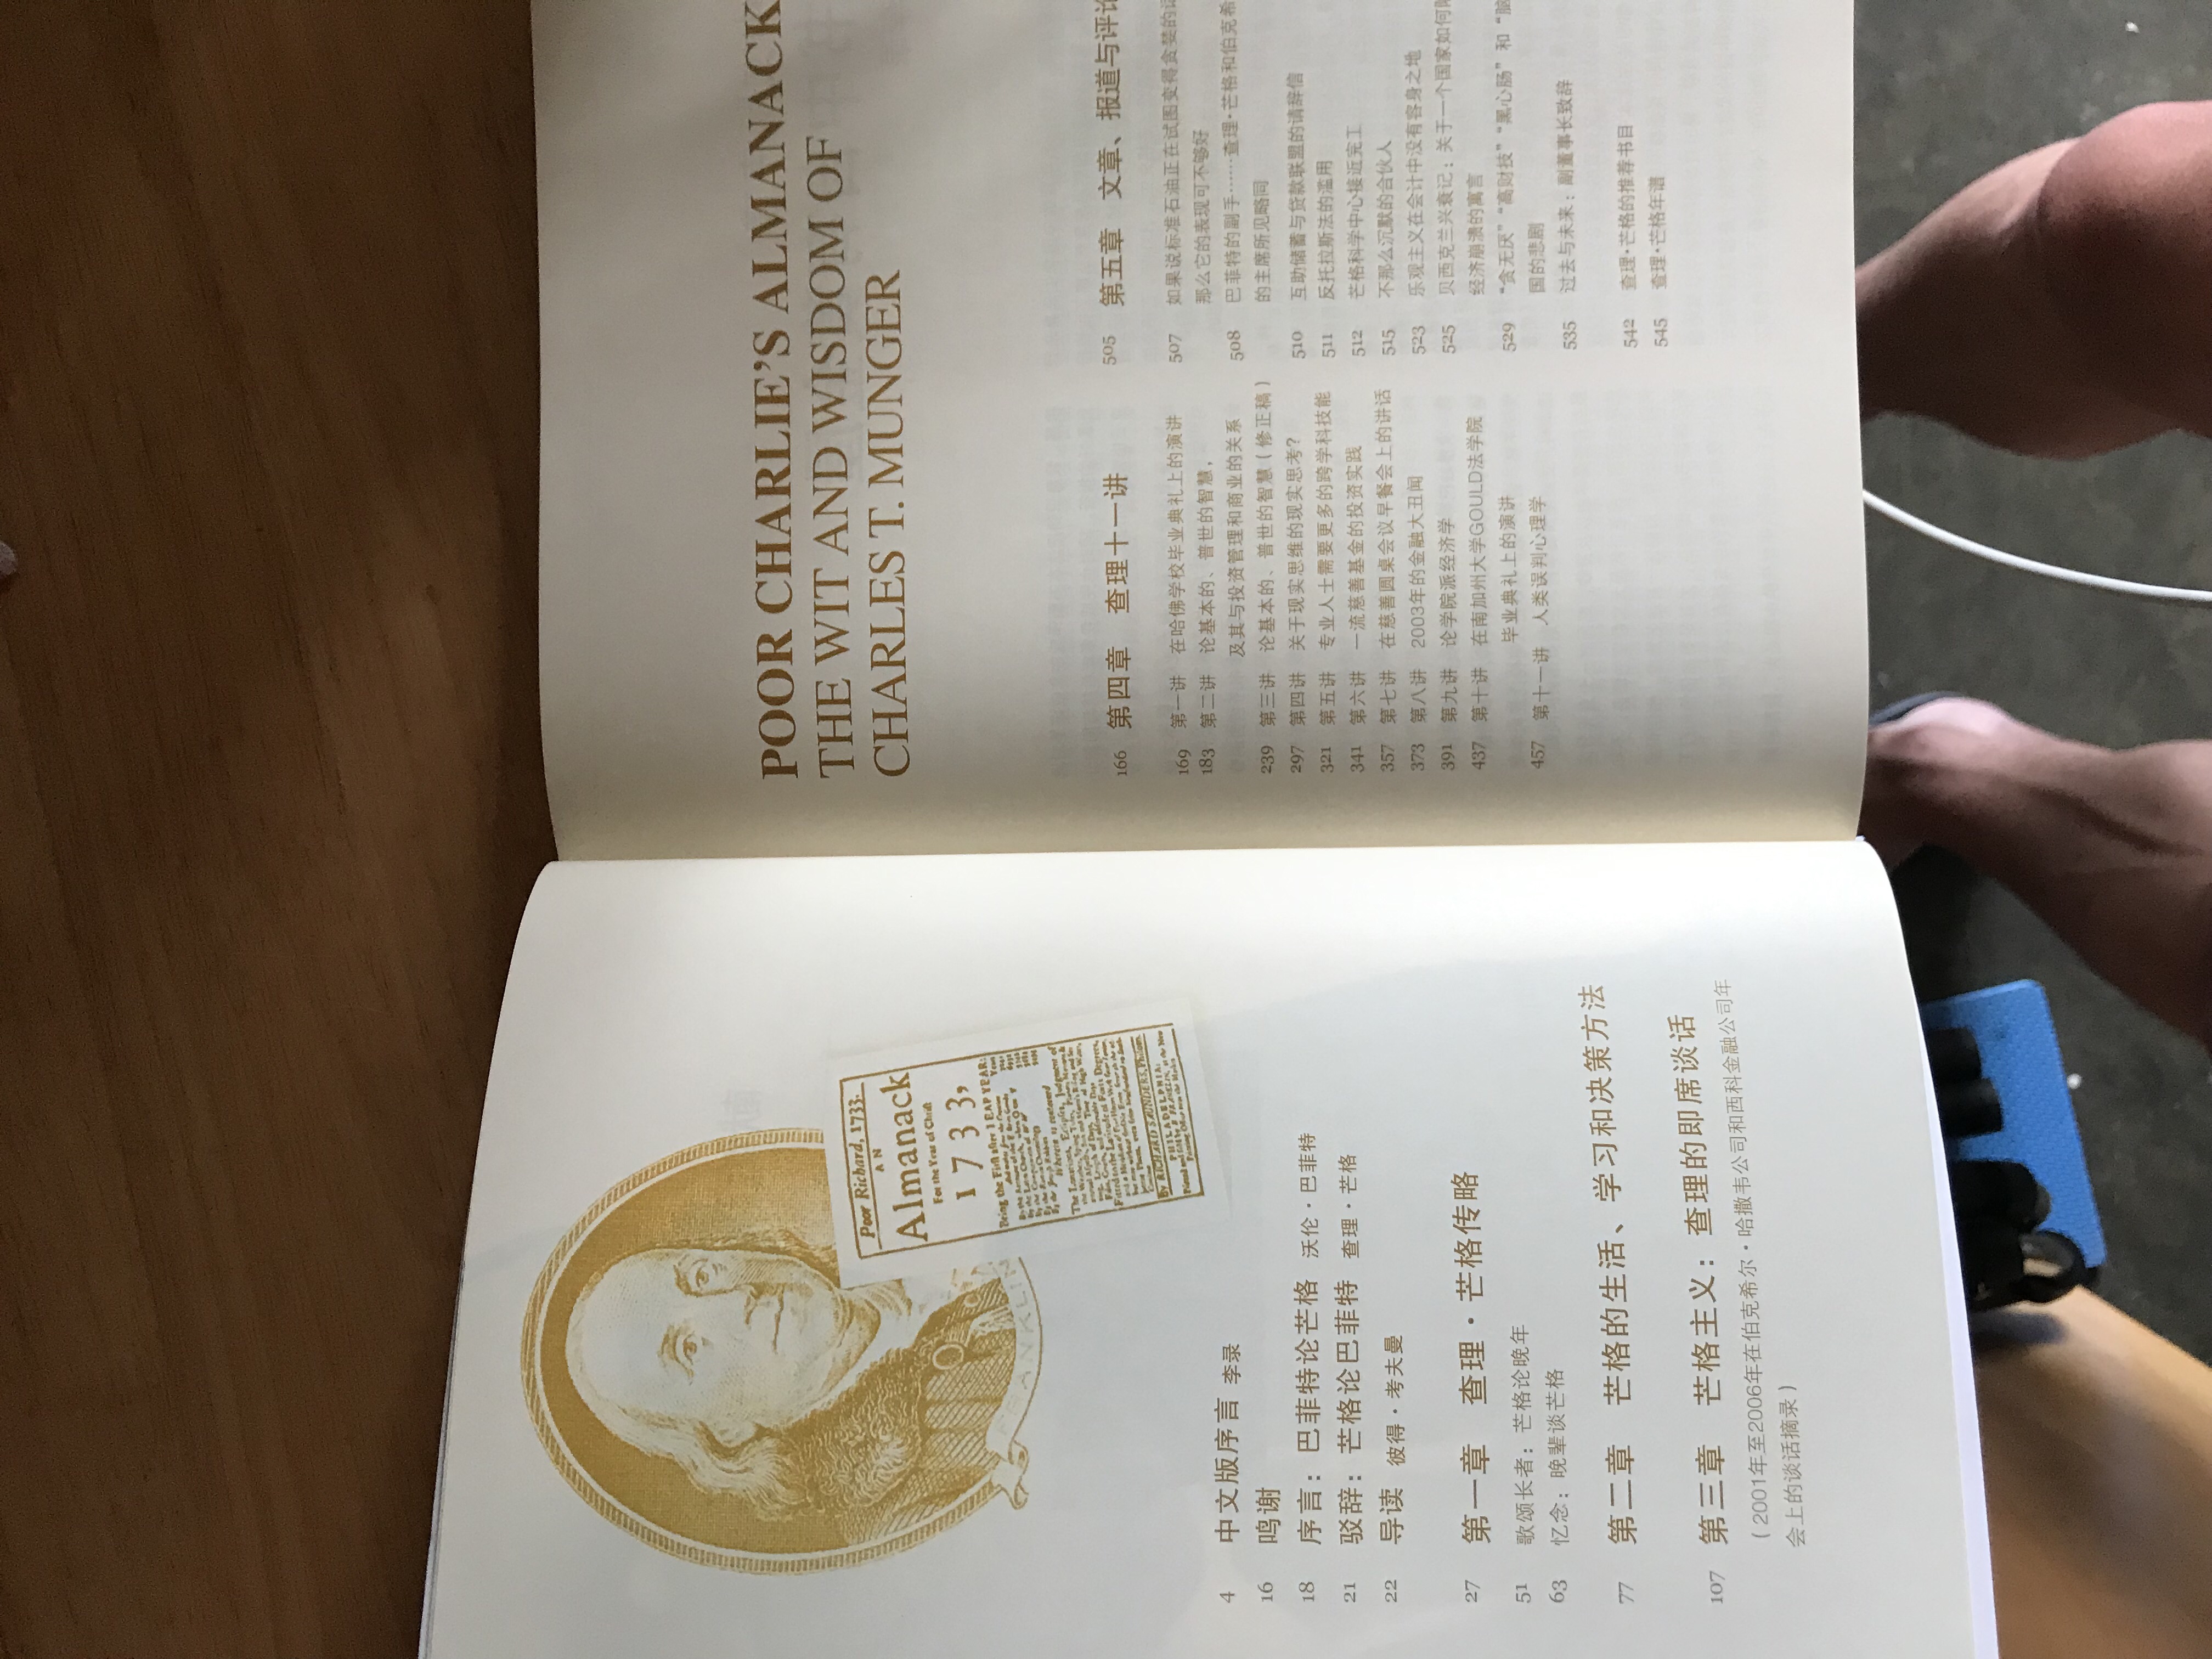 Poor Richard, 1733.
AN
Almanack
For the Year of Christ
1733,
Being the First after LEAP YEAR:
By RICHARD SAUNDERS, Philom.
PHILADELPHIA:
FRANKLIN
4 中文版序言 李录
16 鸣谢
18 序言：巴菲特论芒格 沃伦·巴菲特
21 驳辞：芒格论巴菲特 查理·芒格
22 导读 彼得·考夫曼
27 第一章 查理·芒格传略
51 歌颂长者：芒格论晚年
63 忆念：晚辈谈芒格
77 第二章 芒格的生活、学习和决策方法
107 第三章 芒格主义：查理的即席谈话
（2001年至2006年在伯克希尔·哈撒韦公司和西科金融公司年
会上的谈话摘录）
POOR CHARLIE'S ALMANACK
THE WIT AND WISDOM OF
CHARLES T. MUNGER
166 第四章 查理十一讲
169 第一讲 在哈佛学校毕业典礼上的演讲
183 第二讲 论基本的、普世的智慧，
及其与投资管理和商业的关系
239 第三讲 论基本的、普世的智慧（修正稿）
297 第四讲 关于现实思维的现实思考？
321 第五讲 专业人士需要更多的跨学科技能
341 第六讲 一流慈善基金的投资实践
357 第七讲 在慈善圆桌会议早餐会上的讲话
373 第八讲 2003年的金融大丑闻
391 第九讲 论学院派经济学
437 第十讲 在南加州大学GOULD法学院
毕业典礼上的演讲
457 第十一讲 人类误判心理学
505 第五章 文章、报道与评论
507 如果说标准石油正在试图变得贪婪的话
那么它的表现可不够好
508 巴菲特的副手……查理·芒格和伯克希
的主席所见略同
510 互助储蓄与贷款联盟的请辞信
511 反托拉斯法的滥用
512 芒格科学中心接近完工
515 不那么沉默的合伙人
523 乐观主义在会计中没有容身之地
525 贝西克兰兴衰记：关于一个国家如何陷
经济崩溃的寓言
529 “贪无厌”“高财技”“黑心肠”和“脑
国的悲剧
535 过去与未来：副董事长致辞
542 查理·芒格的推荐书目
545 查理·芒格年谱